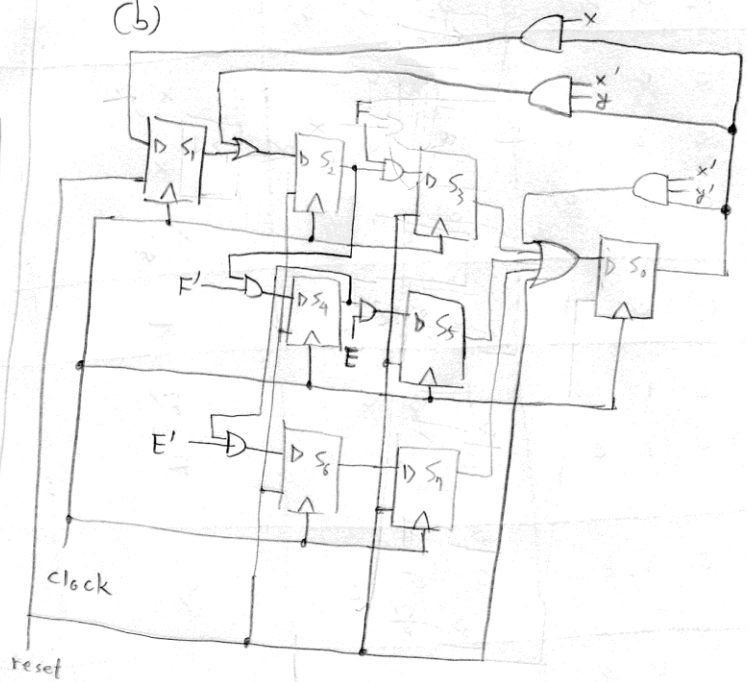 (b)
x
x'
y
F
D S₁
D S₂
D S₃
x'
y'
D S₀
F'
D S₄
E
D S₅
E'
D S₆
D S₇
clock
reset